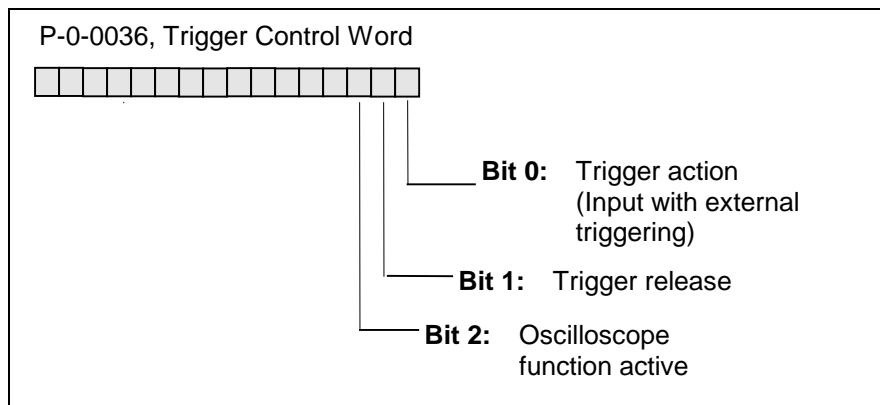 P-0-0036, Trigger Control Word
Bit 0: Trigger action
(Input with external
triggering)
Bit 1: Trigger release
Bit 2: Oscilloscope
function active